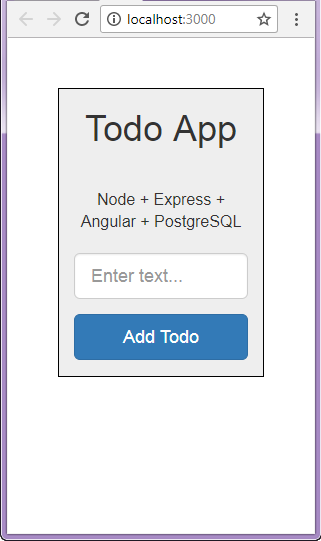 localhost:3000
Todo App
Node + Express +
Angular + PostgreSQL
Enter text...
Add Todo